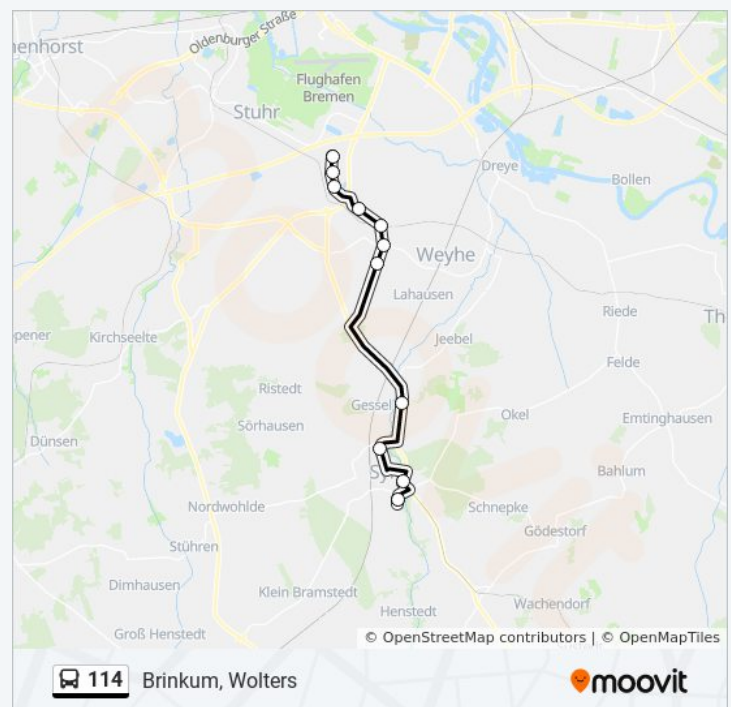 nenhorst
Oldenburger Straße
Flughafen
Bremen
Stuhr
Dreye
Bollen
Weyhe
Lahausen
Riede
Th
pener
Kirchseelte
Jeebel
Felde
Ristedt
Gessel
Okel
Emtinghausen
Sörhausen
Dünsen
Sy
Bahlum
Nordwohlde
Schnepke
Gödestorf
Stühren
Dimhausen
Klein Bramstedt
Wachendorf
Henstedt
Groß Henstedt
© OpenStreetMap contributors | © OpenMapTiles
114 Brinkum, Wolters
moovit